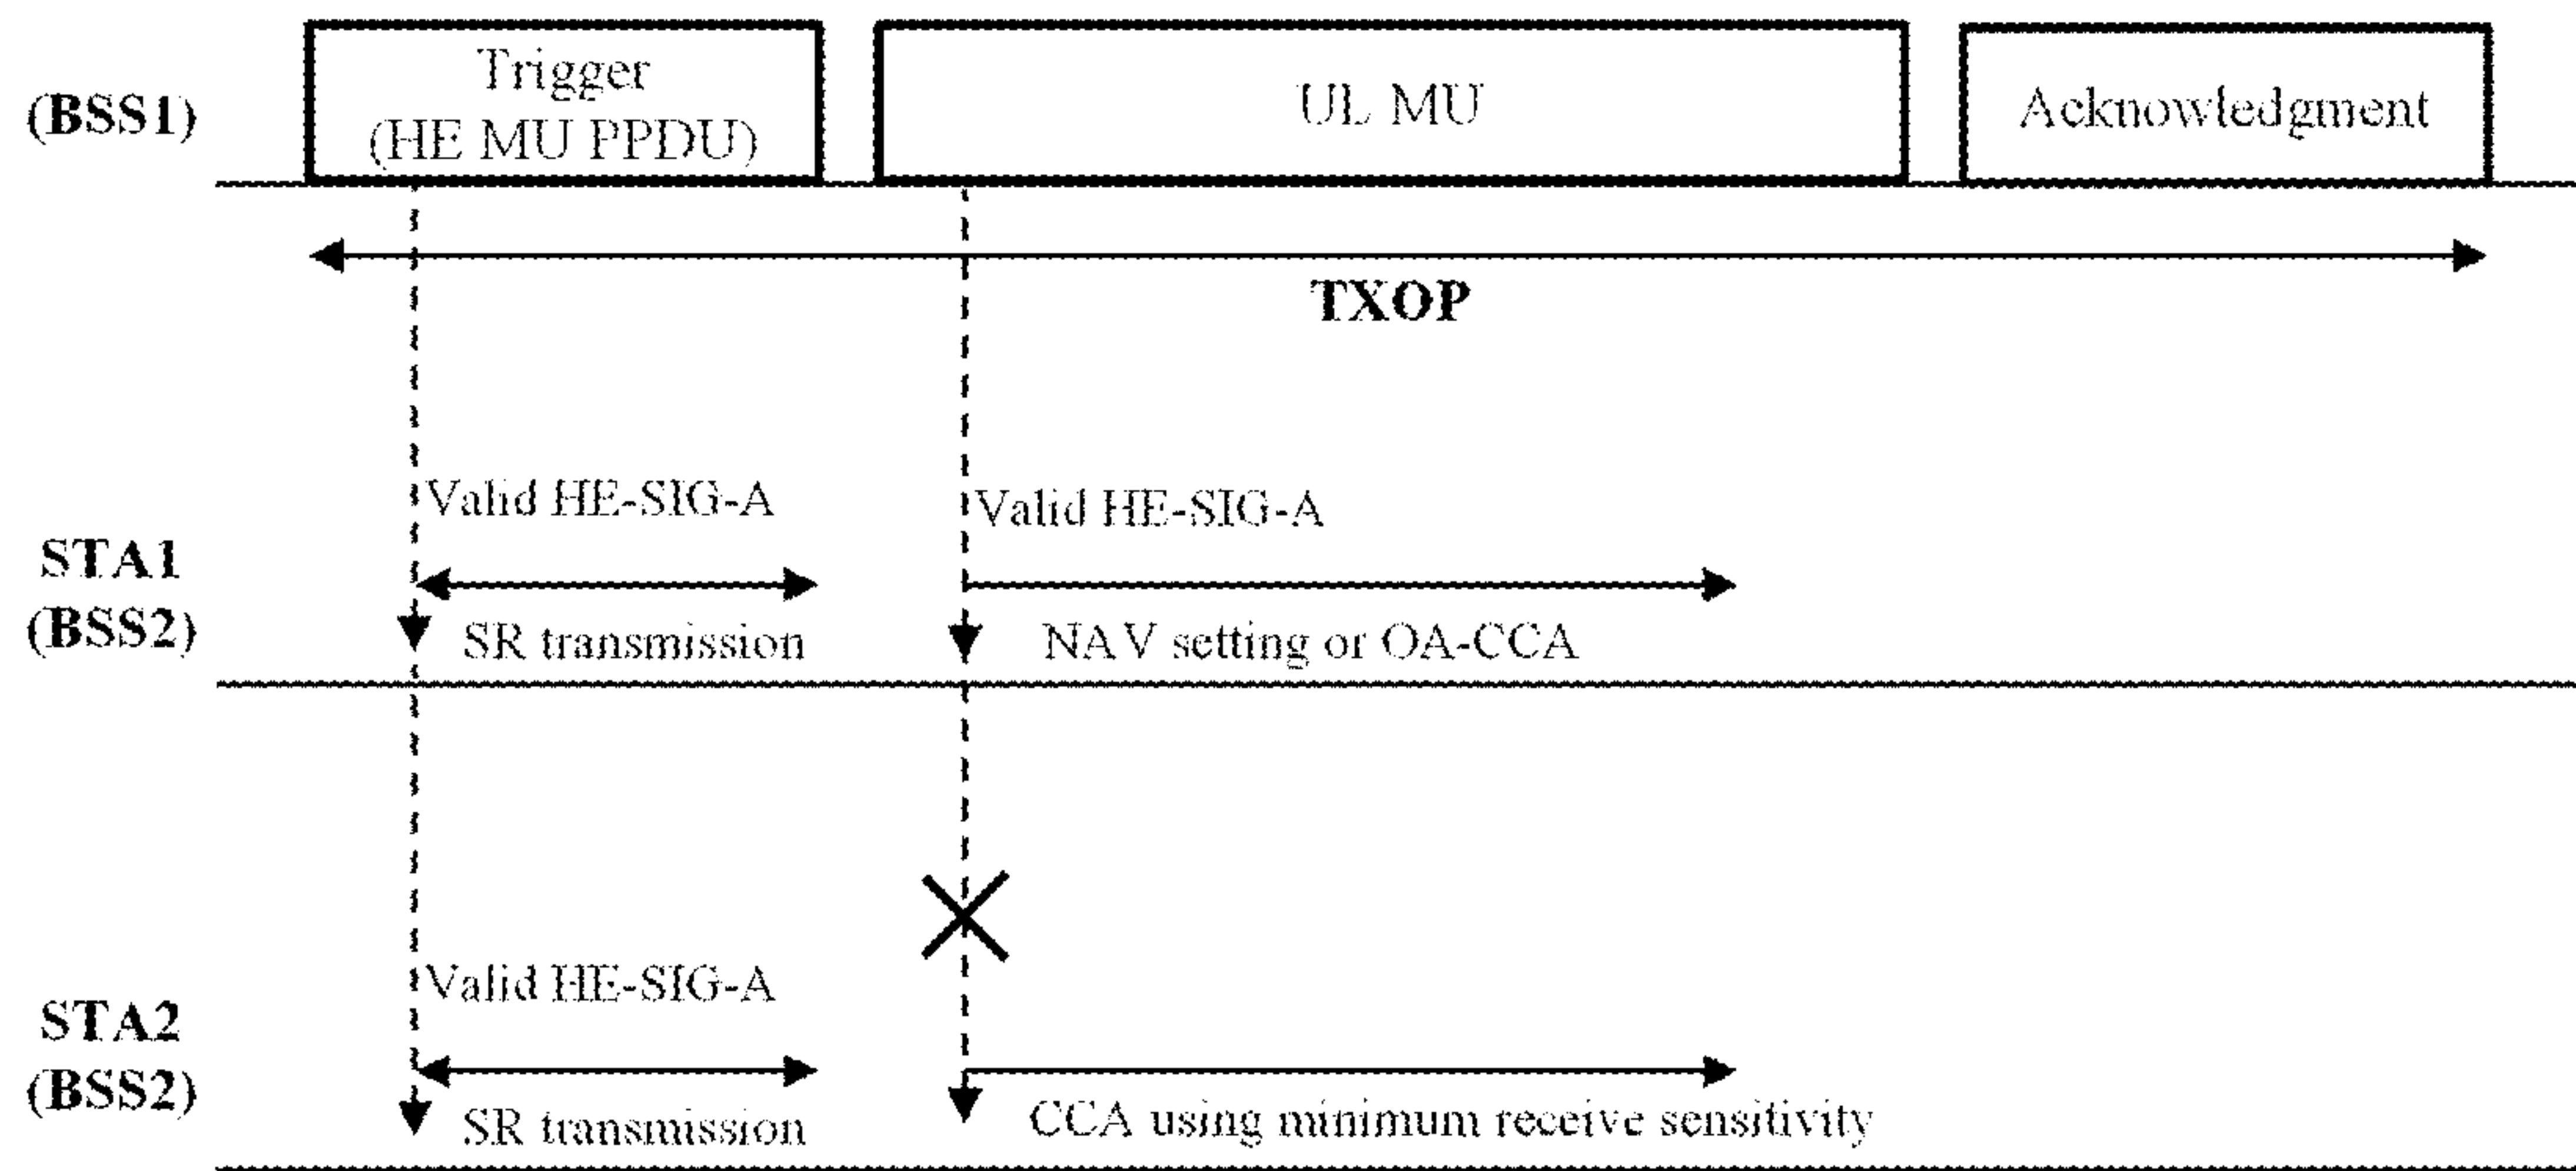 (BSS1)
Trigger
(HE MU PPDU)
UL MU
Acknowledgment
TXOP
STA1
(BSS2)
Valid HE-SIG-A
SR transmission
Valid HE-SIG-A
NAV setting or OA-CCA
STA2
(BSS2)
Valid HE-SIG-A
SR transmission
CCA using minimum receive sensitivity